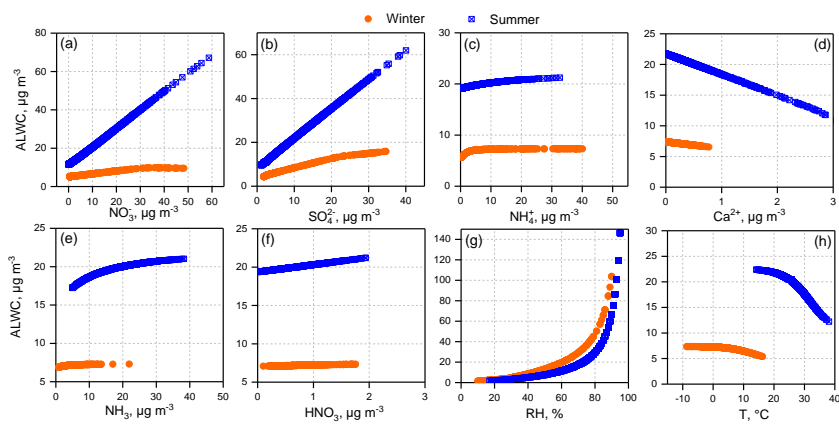 Winter Summer
(a) (b) (c) (d)
ALWC, µg m-3
80 60 40 20 0
0 10 20 30 40 50 60
NO3, µg m-3
80 60 40 20 0
0 10 20 30 40
SO₄²⁻, µg m-3
30 20 10 0
0 10 20 30 40 50
NH₄⁺, µg m-3
25 20 15 10 5 0
0 1 2 3
Ca²⁺, µg m-3
(e) (f) (g) (h)
ALWC, µg m-3
25 20 15 10 5
0 10 20 30 40 50
NH₃, µg m-3
25 20 15 10 5
0 1 2 3
HNO₃, µg m-3
140 120 100 80 60 40 20 0
0 20 40 60 80 100
RH, %
30 20 10 0
-10 0 10 20 30 40
T, °C